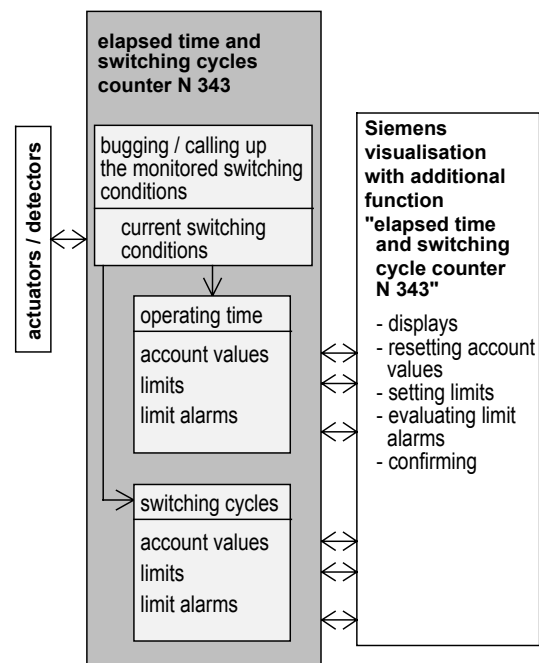 elapsed time and
switching cycles
counter N 343
actuators / detectors
bugging / calling up
the monitored switching
conditions
current switching
conditions
operating time
account values
limits
limit alarms
switching cycles
account values
limits
limit alarms
Siemens
visualisation
with additional
function
"elapsed time
and switching
cycle counter
N 343"
- displays
- resetting account
values
- setting limits
- evaluating limit
alarms
- confirming